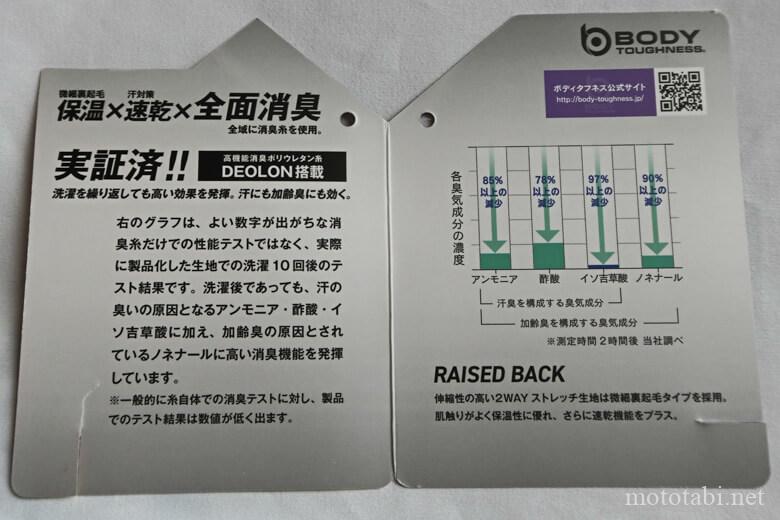 微細裏起毛 汗対策
保温×速乾×全面消臭
全域に消臭糸を使用。
実証済!! 高機能消臭ポリウレタン糸
DEOLON搭載
洗濯を繰り返しても高い効果を発揮。汗にも加齢臭にも効く。
右のグラフは、よい数字が出がちな消
臭糸だけでの性能テストではなく、実際
に製品化した生地での洗濯10回後のテ
スト結果です。洗濯後であっても、汗の
臭いの原因となるアンモニア・酢酸・イ
ソ吉草酸に加え、加齢臭の原因とされ
ているノネナールに高い消臭機能を発揮
しています。
※一般的に糸自体での消臭テストに対し、製品
でのテスト結果は数値が低く出ます。
BODY
TOUGHNESS®
ボディタフネス公式サイト
http://body-toughness.jp/
各臭気成分の濃度
85% 78% 97% 90%
以上の 以上の 以上の 以上の
減少 減少 減少 減少
アンモニア 酢酸 イソ吉草酸 ノネナール
汗臭を構成する臭気成分
加齢臭を構成する臭気成分
※測定時間2時間後 当社調べ
RAISED BACK
伸縮性の高い2WAYストレッチ生地は微細裏起毛タイプを採用。
肌触りがよく保温性に優れ、さらに速乾機能をプラス。
mototabi.net